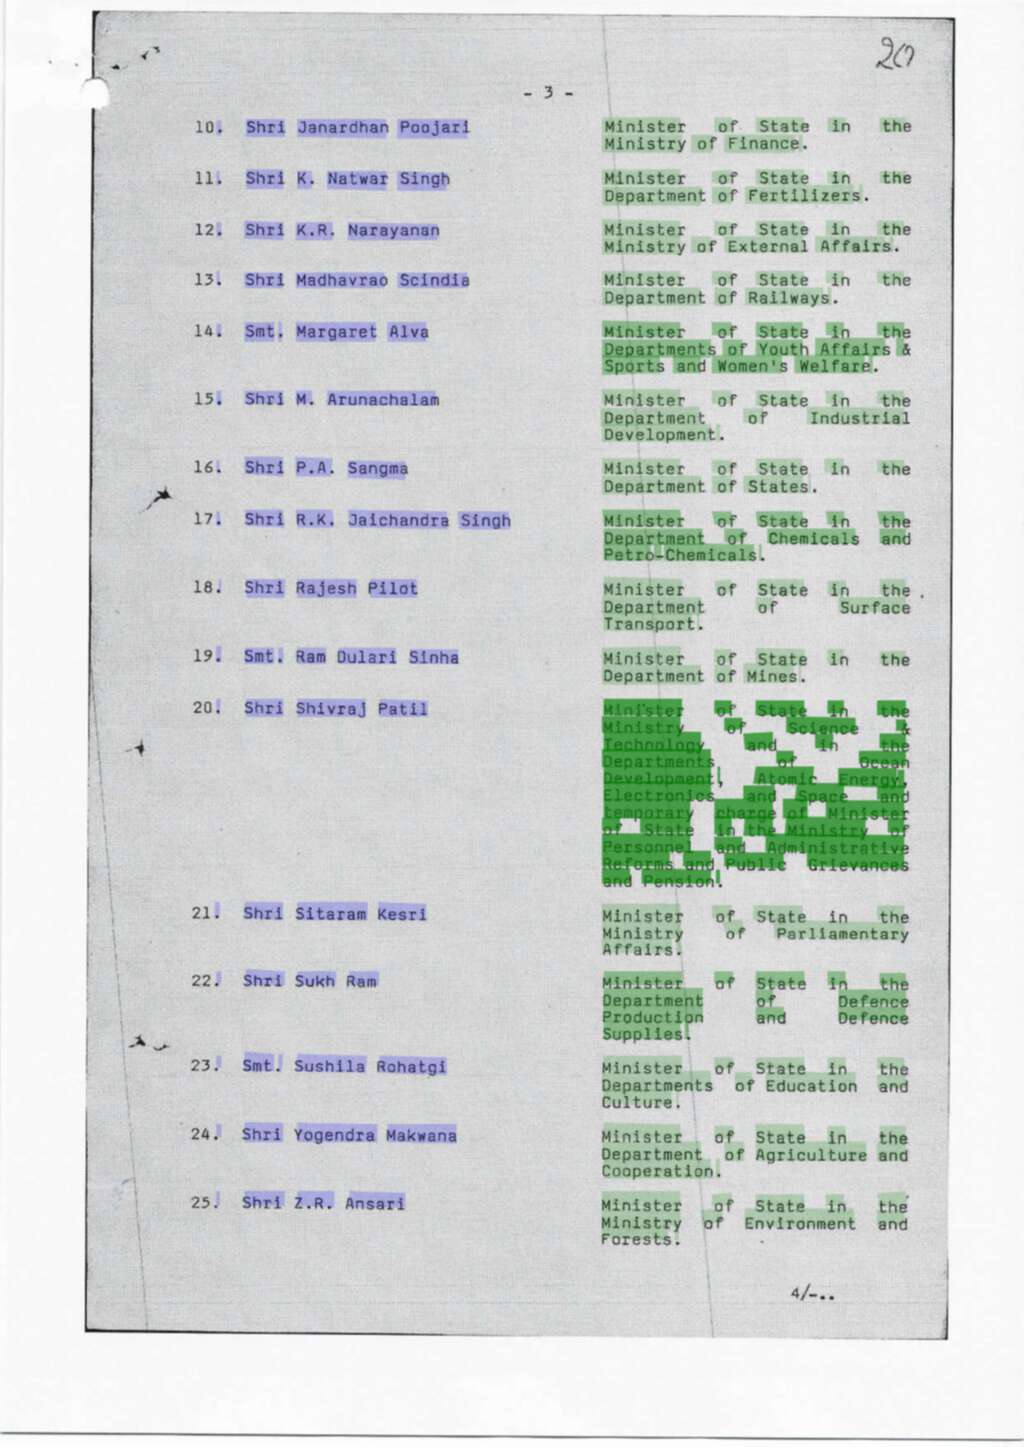 20
- 3 -
10. Shri Janardhan Poojari Minister of State in the
Ministry of Finance.
11. Shri K. Natwar Singh Minister of State in the
Department of Fertilizers.
12. Shri K.R. Narayanan Minister of State in the
Ministry of External Affairs.
13. Shri Madhavrao Scindia Minister of State in the
Department of Railways.
14. Smt. Margaret Alva Minister of State in the
Departments of Youth Affairs &
Sports and Women's Welfare.
15. Shri M. Arunachalam Minister of State in the
Department of Industrial
Development.
16. Shri P.A. Sangma Minister of State in the
Department of States.
17. Shri R.K. Jaichandra Singh Minister of State in the
Department of Chemicals and
Petro-Chemicals.
18. Shri Rajesh Pilot Minister of State in the
Department of Surface
Transport.
19. Smt. Ram Dulari Sinha Minister of State in the
Department of Mines.
20. Shri Shivraj Patil Minister of State in the
Ministry of Science &
Technology and in the
Departments of Ocean
Development, Atomic Energy,
Electronics and Space and
temporary charge of Minister
of State in the Ministry of
Personnel and Administrative
Reforms and Public Grievances
and Pension.
21. Shri Sitaram Kesri Minister of State in the
Ministry of Parliamentary
Affairs.
22. Shri Sukh Ram Minister of State in the
Department of Defence
Production and Defence
Supplies.
23. Smt. Sushila Rohatgi Minister of State in the
Departments of Education and
Culture.
24. Shri Yogendra Makwana Minister of State in the
Department of Agriculture and
Cooperation.
25. Shri Z.R. Ansari Minister of State in the
Ministry of Environment and
Forests.
4/-..